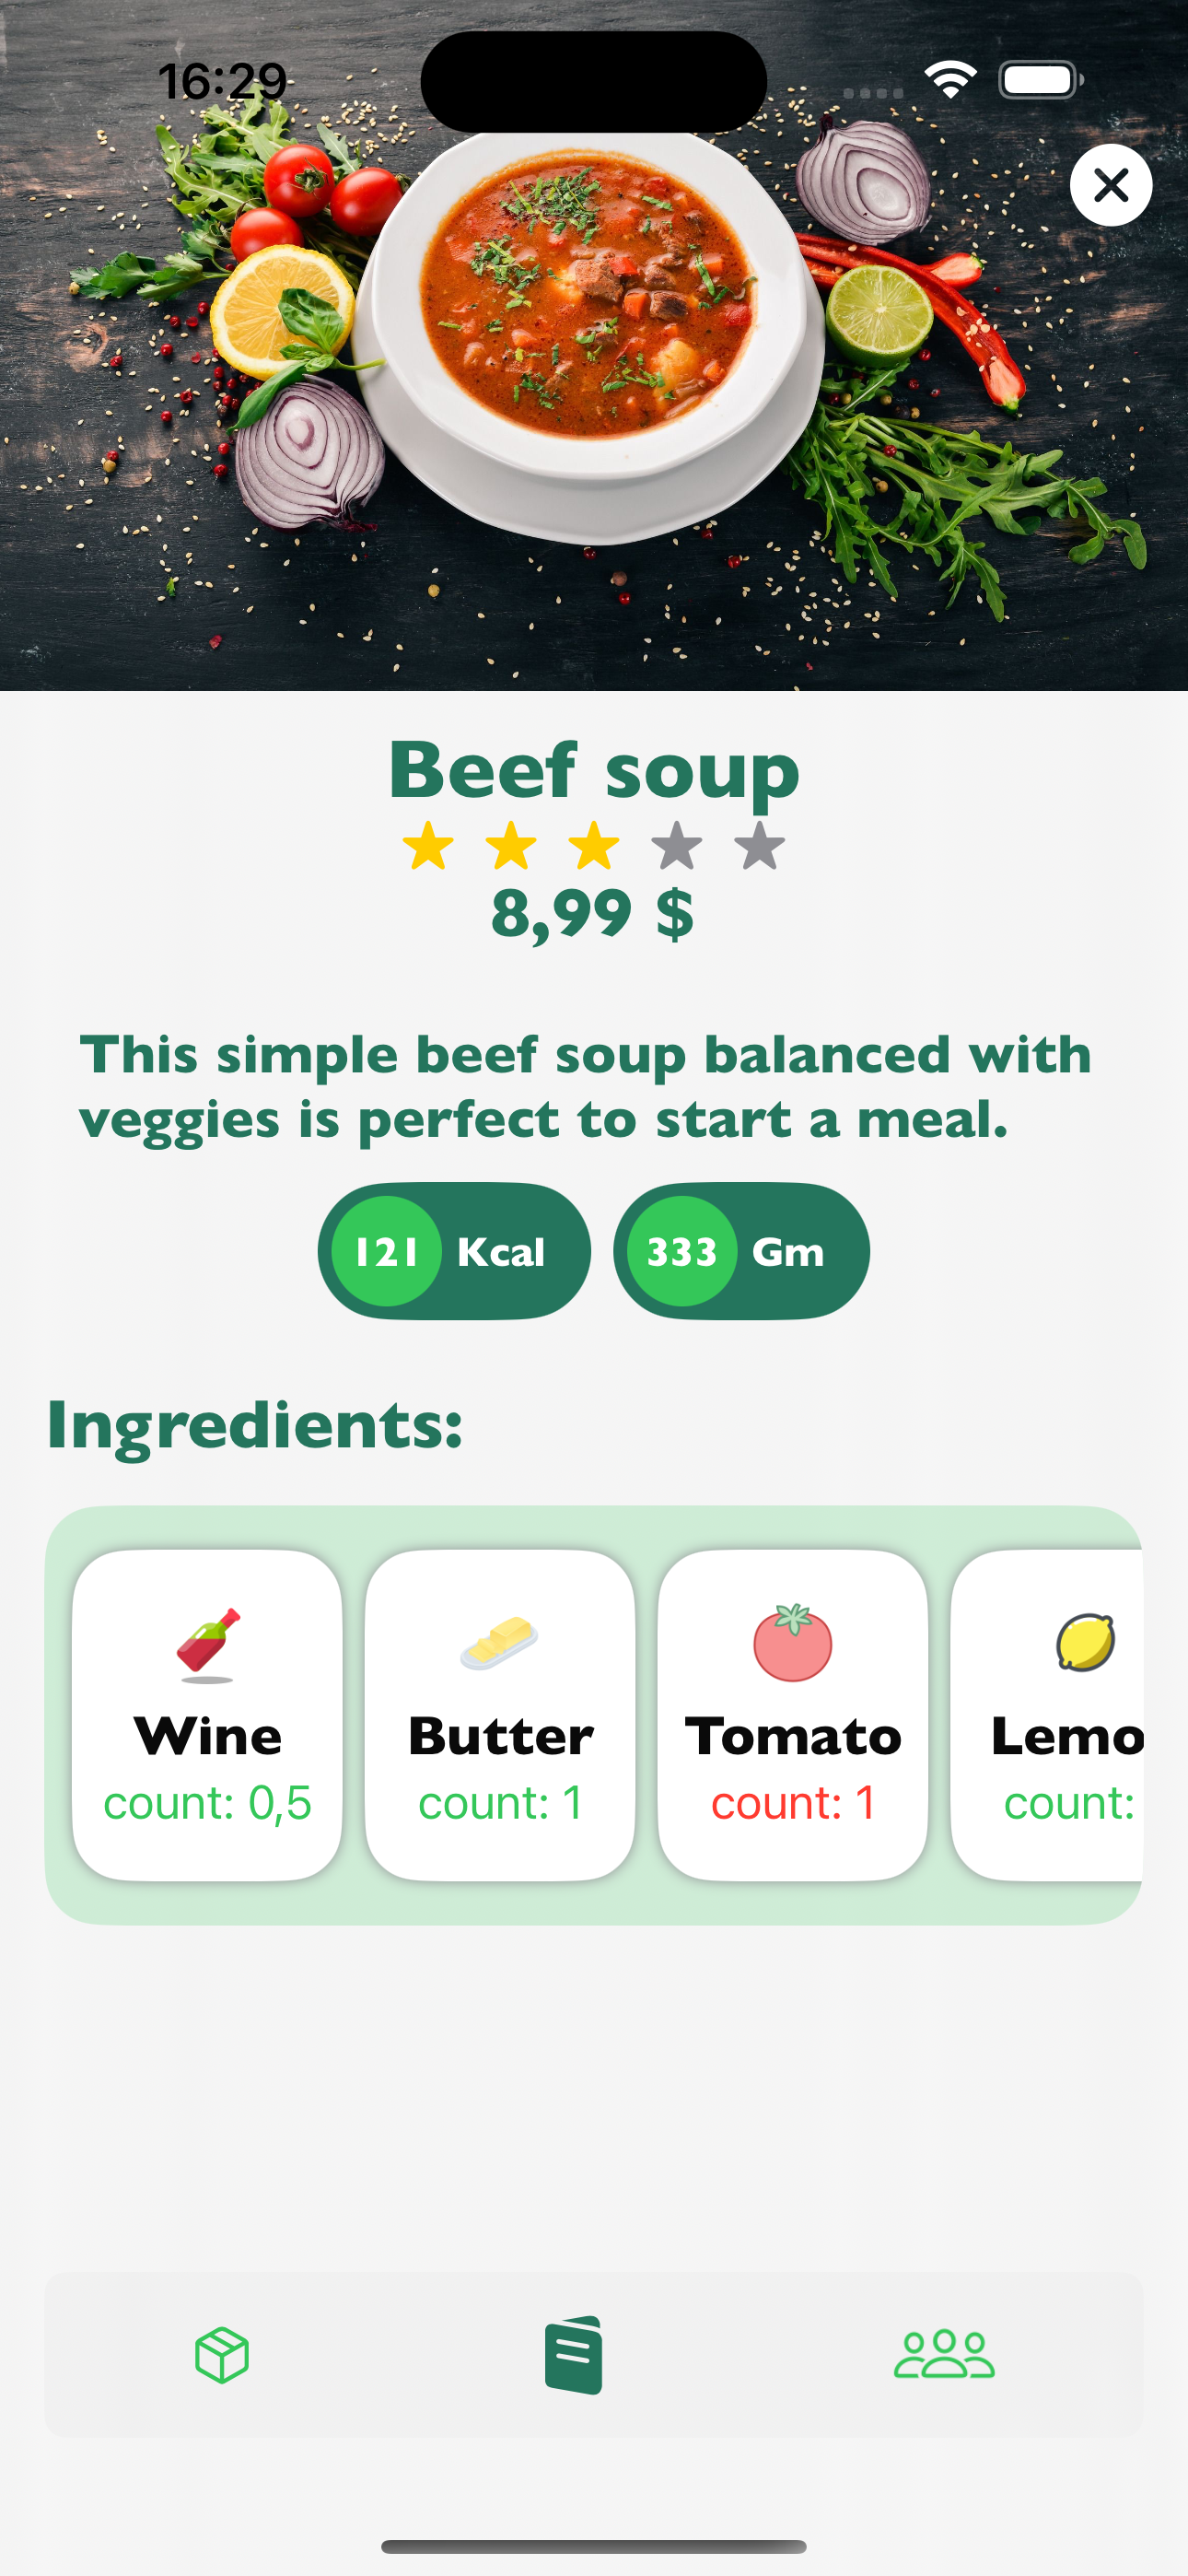 16:29
Beef soup
8,99 $
This simple beef soup balanced with
veggies is perfect to start a meal.
121 Kcal 333 Gm
Ingredients:
Wine Butter Tomato Lemo
count: 0,5 count: 1 count: 1 count: